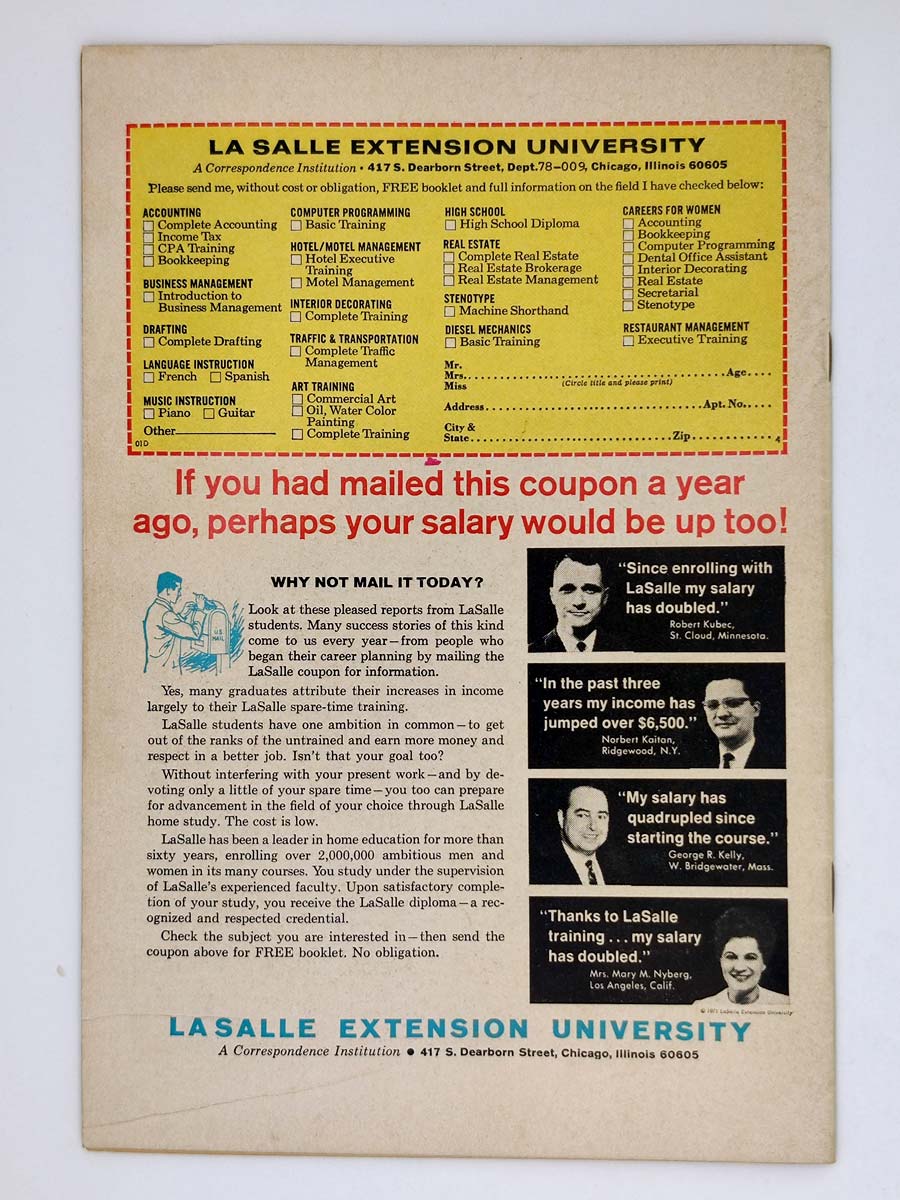 LA SALLE EXTENSION UNIVERSITY
A Correspondence Institution • 417 S. Dearborn Street, Dept.78-009, Chicago, Illinois 60605
Please send me, without cost or obligation, FREE booklet and full information on the field I have checked below:
ACCOUNTING
Complete Accounting
Income Tax
CPA Training
Bookkeeping
BUSINESS MANAGEMENT
Introduction to
Business Management
DRAFTING
Complete Drafting
LANGUAGE INSTRUCTION
French Spanish
MUSIC INSTRUCTION
Piano Guitar
Other
01D
COMPUTER PROGRAMMING
Basic Training
HOTEL/MOTEL MANAGEMENT
Hotel Executive
Training
Motel Management
INTERIOR DECORATING
Complete Training
TRAFFIC & TRANSPORTATION
Complete Traffic
Management
ART TRAINING
Commercial Art
Oil, Water Color
Painting
Complete Training
HIGH SCHOOL
High School Diploma
REAL ESTATE
Complete Real Estate
Real Estate Brokerage
Real Estate Management
STENOTYPE
Machine Shorthand
DIESEL MECHANICS
Basic Training
CAREERS FOR WOMEN
Accounting
Bookkeeping
Computer Programming
Dental Office Assistant
Interior Decorating
Real Estate
Secretarial
Stenotype
RESTAURANT MANAGEMENT
Executive Training
Mr.
Mrs. Age
Miss (Circle title and please print)
Address Apt. No.
City &
State Zip 4
If you had mailed this coupon a year
ago, perhaps your salary would be up too!
U.S.
MAIL
WHY NOT MAIL IT TODAY?
Look at these pleased reports from LaSalle
students. Many success stories of this kind
come to us every year—from people who
began their career planning by mailing the
LaSalle coupon for information.
Yes, many graduates attribute their increases in income
largely to their LaSalle spare-time training.
LaSalle students have one ambition in common—to get
out of the ranks of the untrained and earn more money and
respect in a better job. Isn't that your goal too?
Without interfering with your present work—and by de-
voting only a little of your spare time—you too can prepare
for advancement in the field of your choice through LaSalle
home study. The cost is low.
LaSalle has been a leader in home education for more than
sixty years, enrolling over 2,000,000 ambitious men and
women in its many courses. You study under the supervision
of LaSalle's experienced faculty. Upon satisfactory comple-
tion of your study, you receive the LaSalle diploma—a rec-
ognized and respected credential.
Check the subject you are interested in—then send the
coupon above for FREE booklet. No obligation.
"Since enrolling with
LaSalle my salary
has doubled."
Robert Kubec,
St. Cloud, Minnesota.
"In the past three
years my income has
jumped over $6,500."
Norbert Kaitan,
Ridgewood, N.Y.
"My salary has
quadrupled since
starting the course."
George R. Kelly,
W. Bridgewater, Mass.
"Thanks to LaSalle
training . . . my salary
has doubled."
Mrs. Mary M. Nyberg,
Los Angeles, Calif.
© 1971 LaSalle Extension University
LA SALLE EXTENSION UNIVERSITY
A Correspondence Institution • 417 S. Dearborn Street, Chicago, Illinois 60605